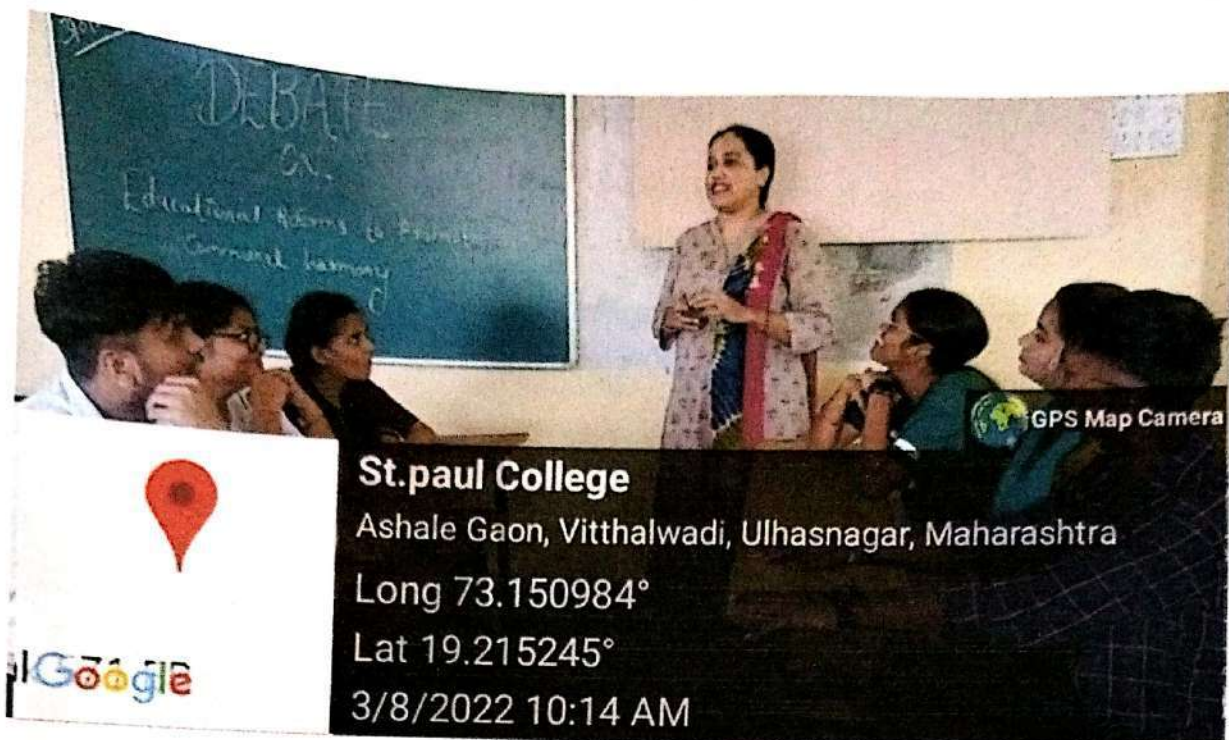 DEBATE
On
Educational Reforms to Promote
Communal harmony
GPS Map Camera
St.paul College
Ashale Gaon, Vitthalwadi, Ulhasnagar, Maharashtra
Long 73.150984°
Lat 19.215245°
3/8/2022 10:14 AM
Google